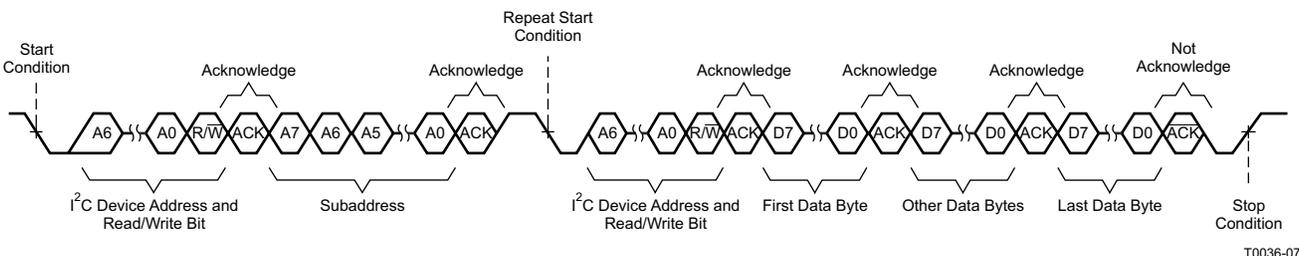 Repeat Start
Condition
Start
Condition
Acknowledge
Acknowledge
Acknowledge
Acknowledge
Acknowledge
Not
Acknowledge
A6 A0 R/W̅ ACK A7 A6 A5 A0 ACK A6 A0 R/W̅ ACK D7 D0 ACK D7 D0 ACK D7 D0 A̅C̅K̅
I²C Device Address and
Read/Write Bit
Subaddress
I²C Device Address and
Read/Write Bit
First Data Byte
Other Data Bytes
Last Data Byte
Stop
Condition
T0036-07